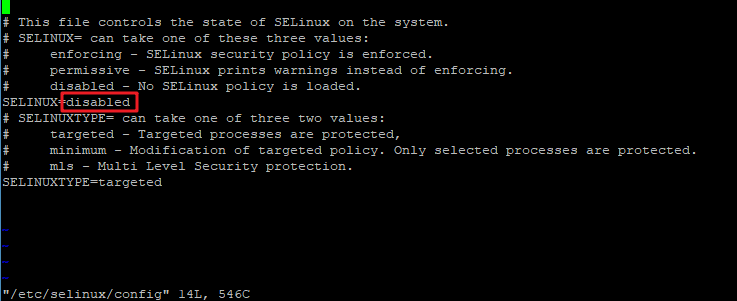 # This file controls the state of SELinux on the system.
# SELINUX= can take one of these three values:
#     enforcing - SELinux security policy is enforced.
#     permissive - SELinux prints warnings instead of enforcing.
#     disabled - No SELinux policy is loaded.
SELINUX=disabled
# SELINUXTYPE= can take one of three two values:
#     targeted - Targeted processes are protected,
#     minimum - Modification of targeted policy. Only selected processes are protected.
#     mls - Multi Level Security protection.
SELINUXTYPE=targeted
~
~
~
~
"/etc/selinux/config" 14L, 546C